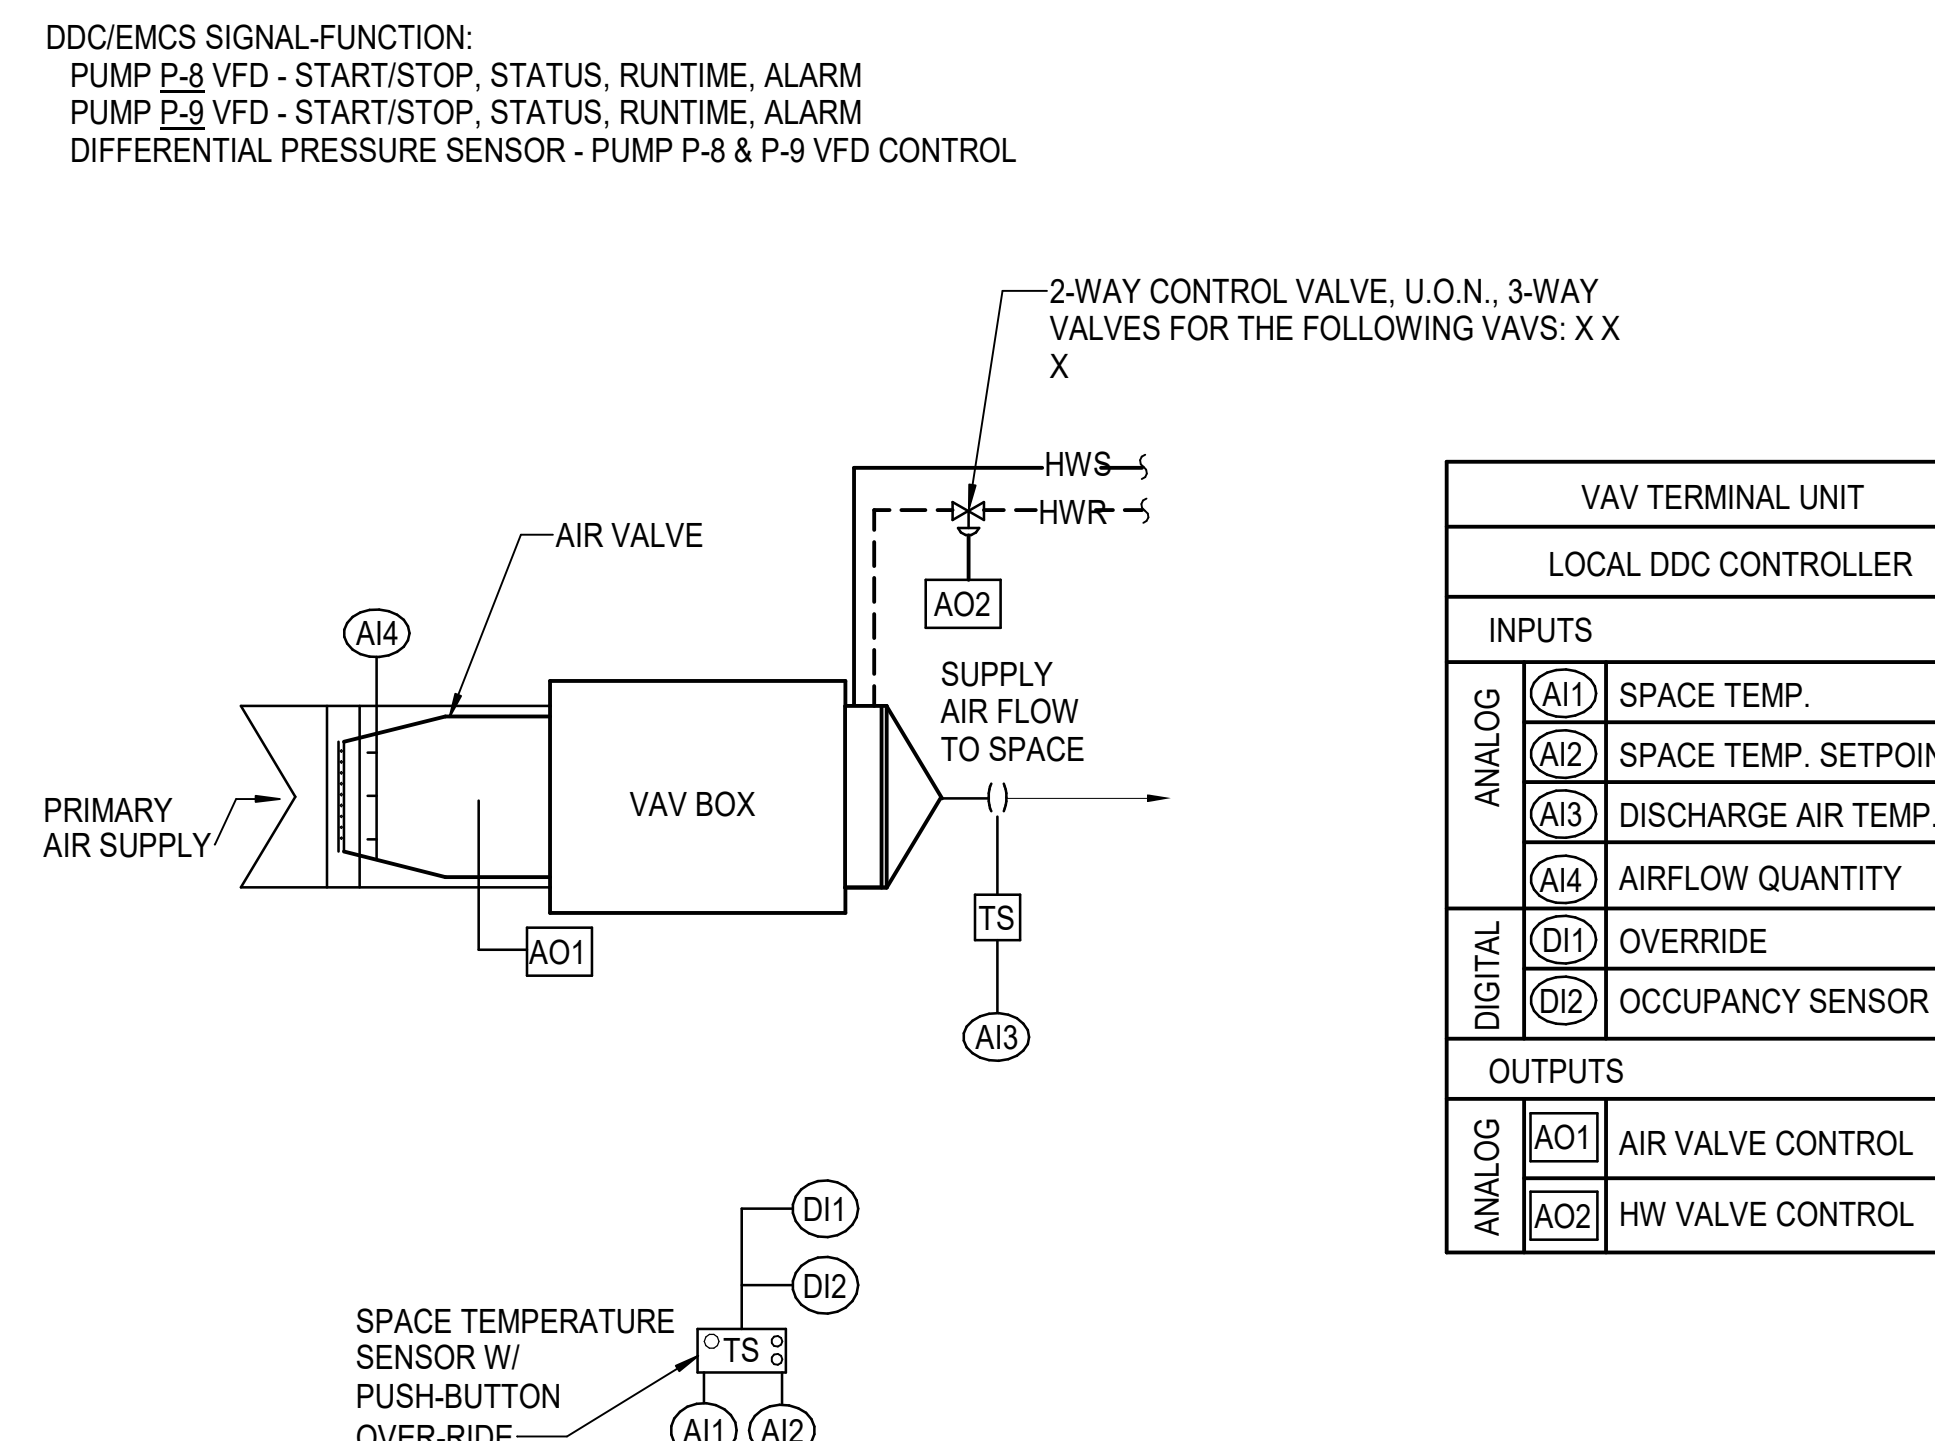 DDC/EMCS SIGNAL-FUNCTION:
PUMP P-8 VFD - START/STOP, STATUS, RUNTIME, ALARM
PUMP P-9 VFD - START/STOP, STATUS, RUNTIME, ALARM
DIFFERENTIAL PRESSURE SENSOR - PUMP P-8 & P-9 VFD CONTROL
2-WAY CONTROL VALVE, U.O.N., 3-WAY
VALVES FOR THE FOLLOWING VAVS: X X
X
HWS
HWR
AIR VALVE
AO2
AI4
SUPPLY
AIR FLOW
TO SPACE
VAV BOX
PRIMARY
AIR SUPPLY
TS
AO1
AI3
VAV TERMINAL UNIT
LOCAL DDC CONTROLLER
INPUTS
ANALOG
AI1 SPACE TEMP.
AI2 SPACE TEMP. SETPOIN
AI3 DISCHARGE AIR TEMP.
AI4 AIRFLOW QUANTITY
DIGITAL
DI1 OVERRIDE
DI2 OCCUPANCY SENSOR
OUTPUTS
ANALOG
AO1 AIR VALVE CONTROL
AO2 HW VALVE CONTROL
DI1
DI2
SPACE TEMPERATURE
SENSOR W/
PUSH-BUTTON
OVER-RIDE
TS
AI1 AI2